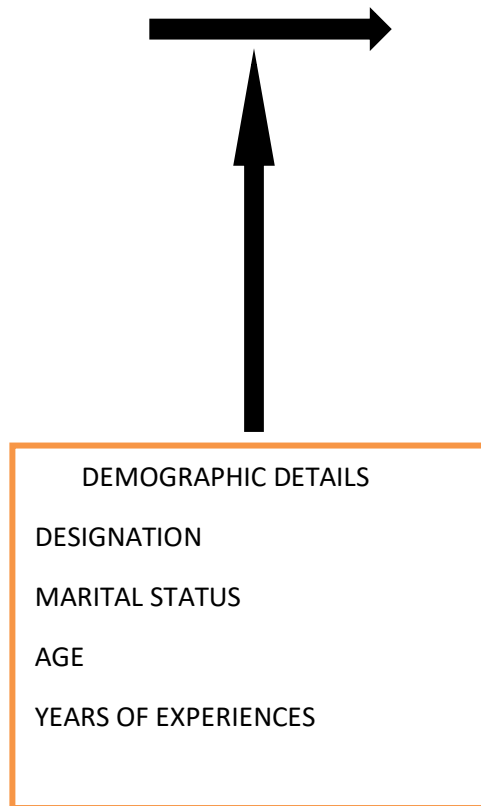 DEMOGRAPHIC DETAILS
DESIGNATION
MARITAL STATUS
AGE
YEARS OF EXPERIENCES